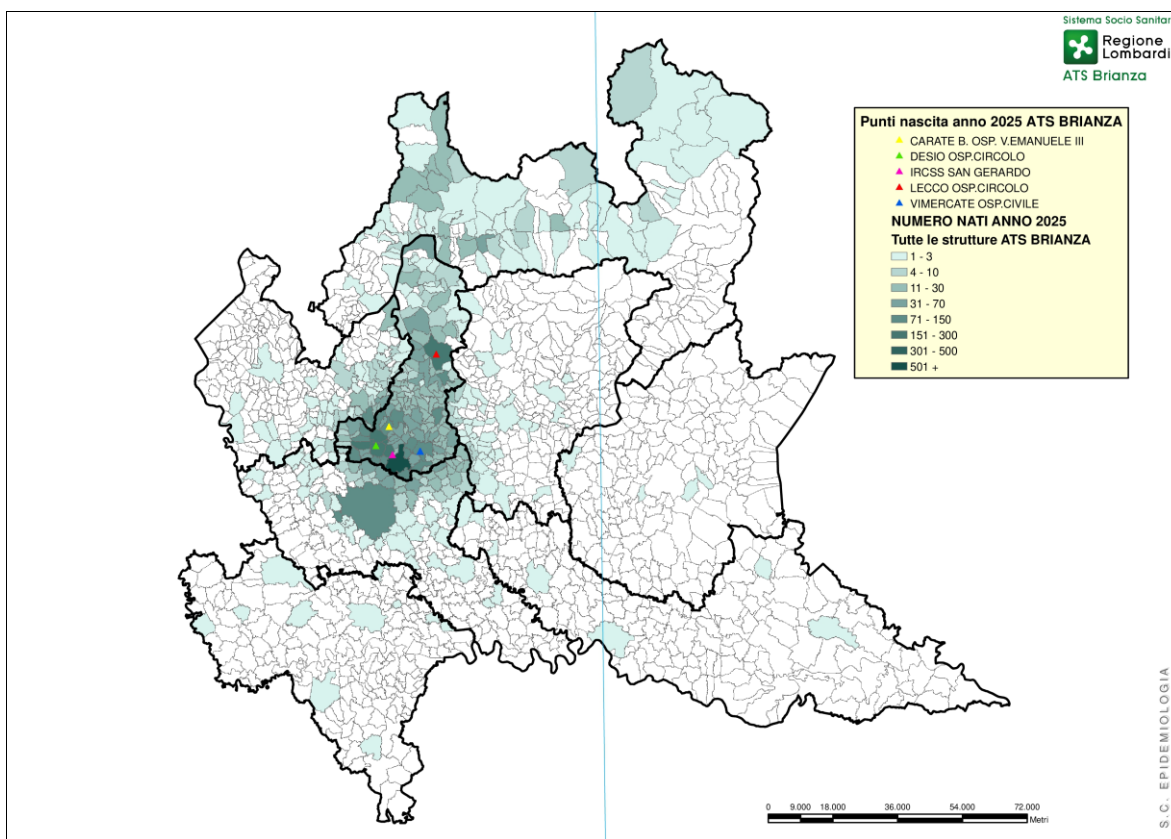 Sistema Socio Sanitar
Regione
Lombardi
ATS Brianza
Punti nascita anno 2025 ATS BRIANZA
CARATE B. OSP. V.EMANUELE III
DESIO OSP.CIRCOLO
IRCSS SAN GERARDO
LECCO OSP.CIRCOLO
VIMERCATE OSP.CIVILE
NUMERO NATI ANNO 2025
Tutte le strutture ATS BRIANZA
1 - 3
4 - 10
11 - 30
31 - 70
71 - 150
151 - 300
301 - 500
501 +
0 9.000 18.000 36.000 54.000 72.000
Metri
S.C. EPIDEMIOLOGIA